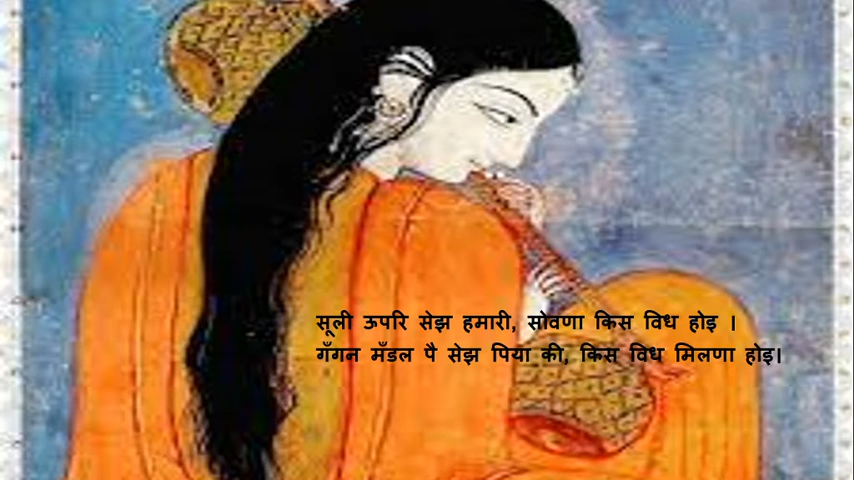 सूली ऊपरि सेझ हमारी, सोवणा किस विध होइ ।
गँगन मँडल पै सेझ पिया की, किस विध मिलणा होइ।